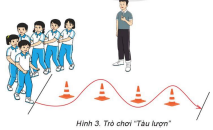 Hình 3. Trò chơi "Tàu lượn"